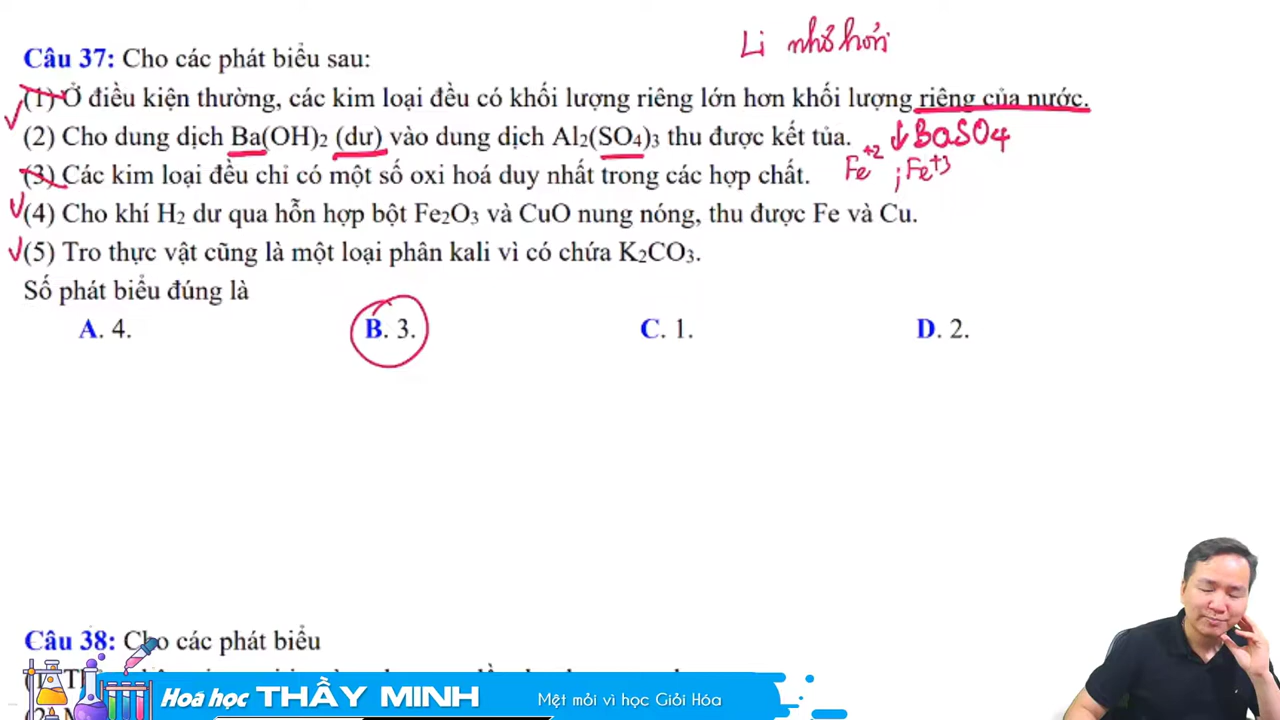 Li nhỏ hơn
Câu 37: Cho các phát biểu sau:
(1) Ở điều kiện thường, các kim loại đều có khối lượng riêng lớn hơn khối lượng riêng của nước.
(2) Cho dung dịch Ba(OH)₂ (dư) vào dung dịch Al₂(SO₄)₃ thu được kết tủa. ↓BaSO₄
(3) Các kim loại đều chỉ có một số oxi hoá duy nhất trong các hợp chất. Fe⁺² ; Fe⁺³
(4) Cho khí H₂ dư qua hỗn hợp bột Fe₂O₃ và CuO nung nóng, thu được Fe và Cu.
(5) Tro thực vật cũng là một loại phân kali vì có chứa K₂CO₃.
Số phát biểu đúng là
A. 4. B. 3. C. 1. D. 2.
Câu 38: Cho các phát biểu
Hoá học THẦY MINH Mệt mỏi vì học Giỏi Hóa